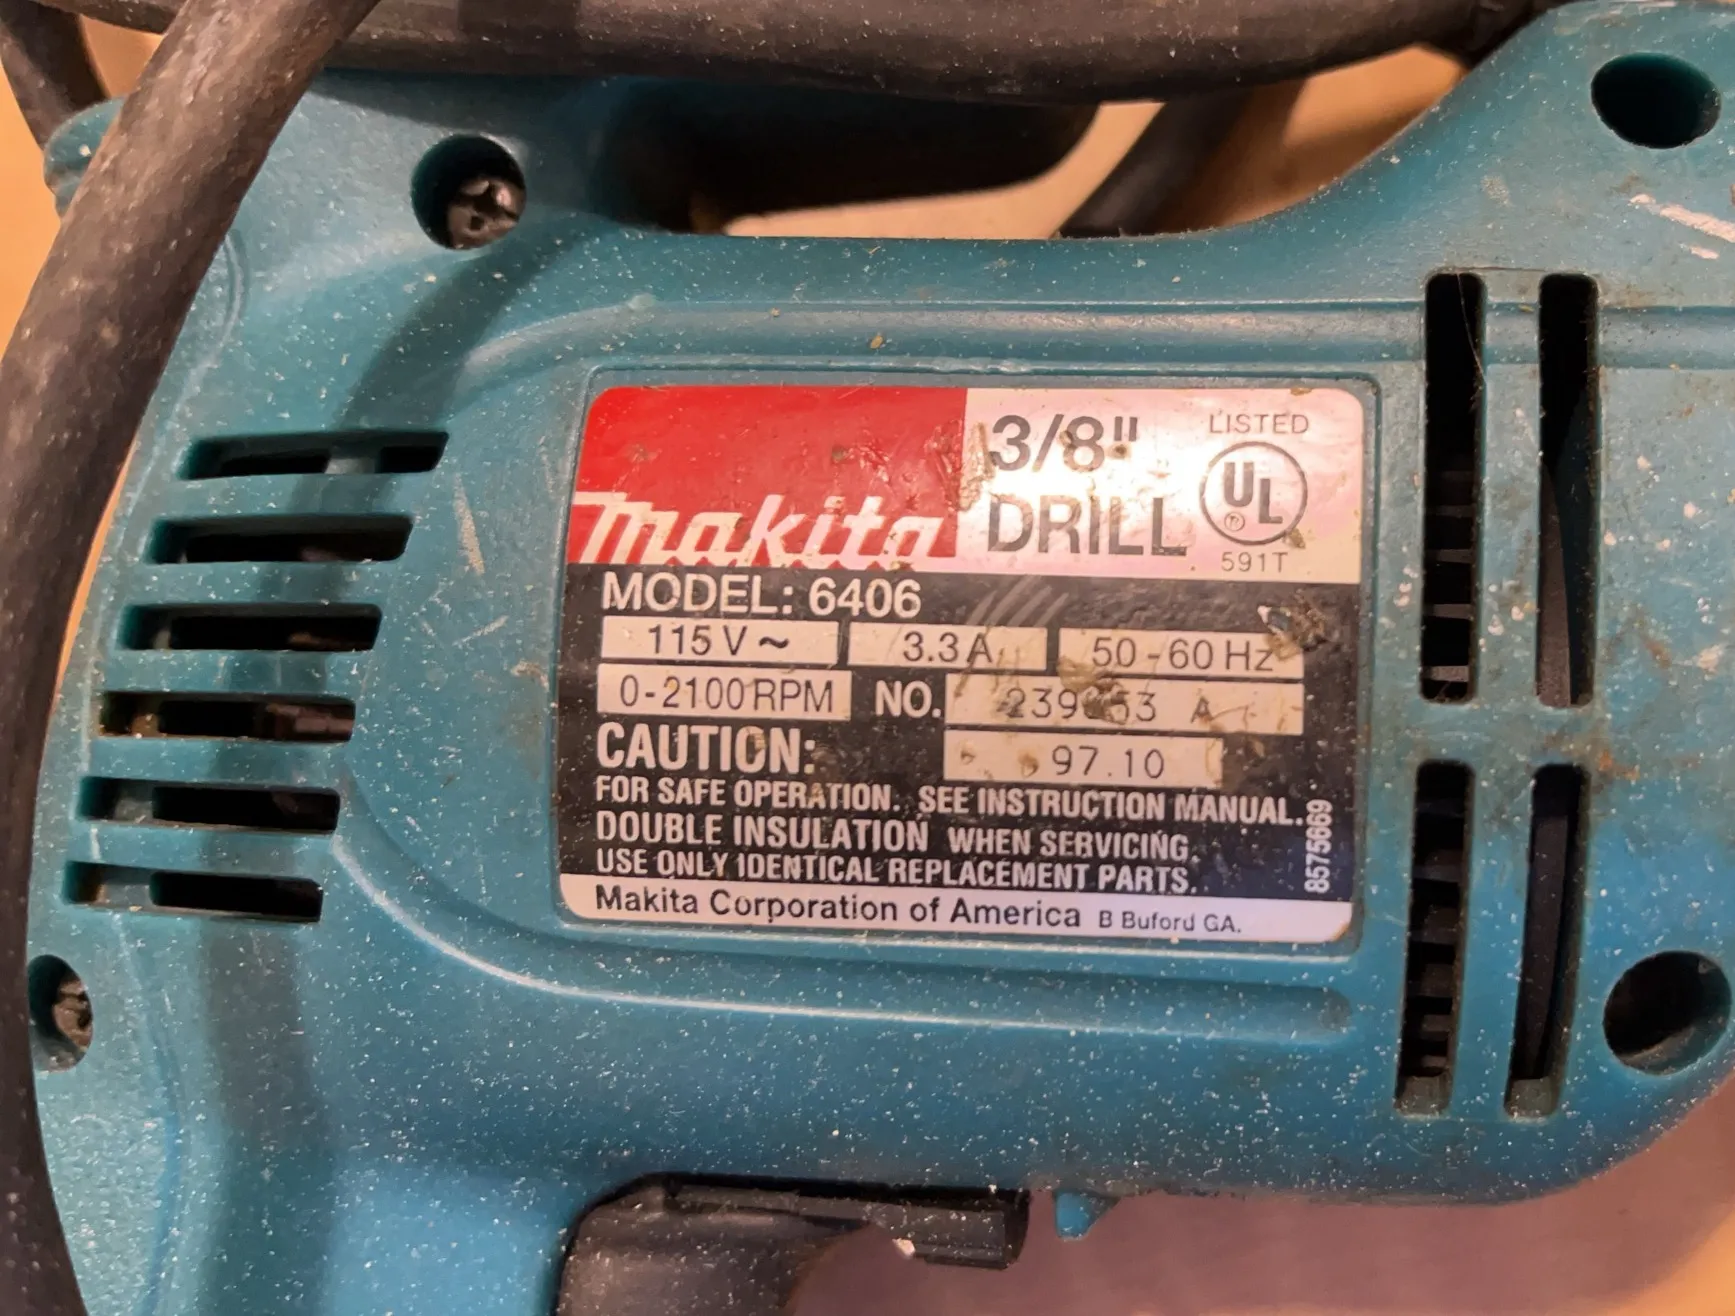 makita
3/8" DRILL
LISTED
UL
®
591T
MODEL: 6406
115 V ~ 3.3 A 50 - 60 Hz
0 - 2100 RPM NO. A
97.10
CAUTION:
FOR SAFE OPERATION. SEE INSTRUCTION MANUAL.
DOUBLE INSULATION WHEN SERVICING,
USE ONLY IDENTICAL REPLACEMENT PARTS.
8575669
Makita Corporation of America B Buford GA.